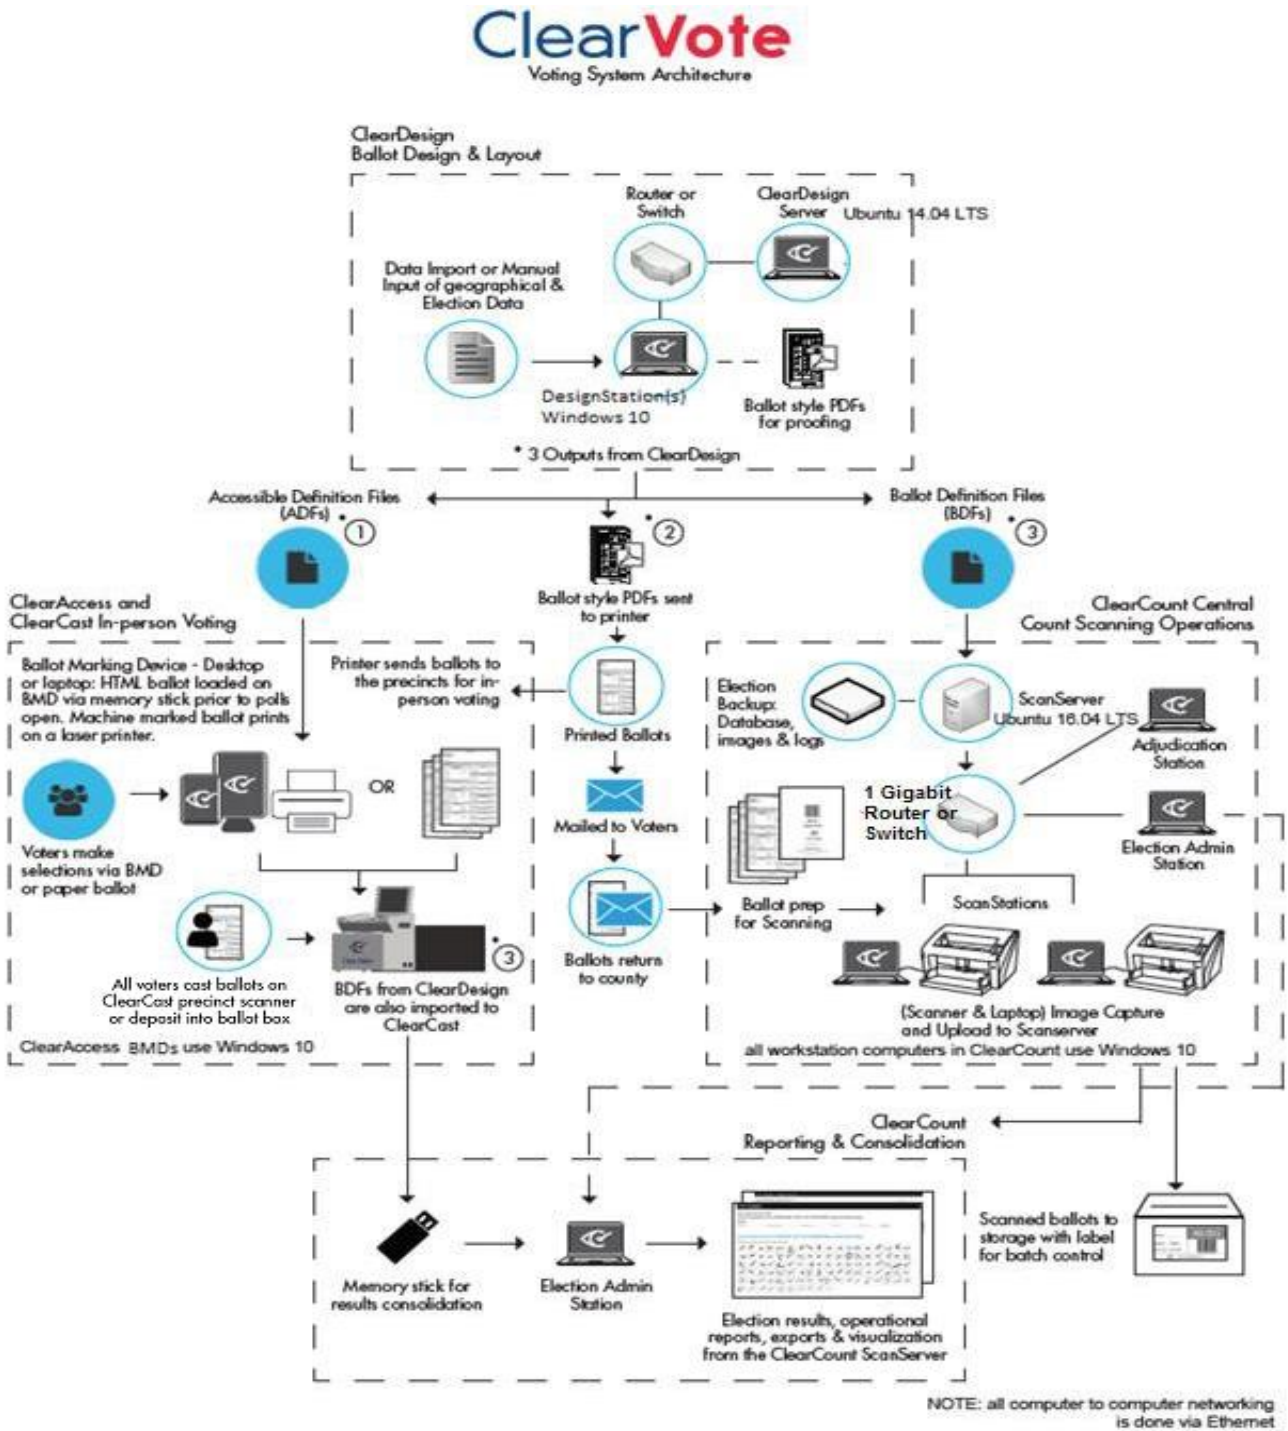 ClearVote
Voting System Architecture
ClearDesign
Ballot Design & Layout
Router or
Switch
ClearDesign
Server
Ubuntu 14.04 LTS
Data Import or Manual
Input of geographical &
Election Data
DesignStation(s)
Windows 10
Ballot style PDFs
for proofing
* 3 Outputs from ClearDesign
Accessible Definition Files
(ADFs) *
1
* 2
Ballot style PDFs sent
to printer
Ballot Definition Files
(BDFs) *
3
ClearAccess and
ClearCast In-person Voting
Ballot Marking Device - Desktop
or laptop: HTML ballot loaded on
BMD via memory stick prior to polls
open. Machine marked ballot prints
on a laser printer.
Printer sends ballots to
the precincts for in-
person voting
OR
Voters make
selections via BMD
or paper ballot
All voters cast ballots on
ClearCast precinct scanner
or deposit into ballot box
* 3
BDFs from ClearDesign
are also imported to
ClearCast
ClearAccess BMDs use Windows 10
Printed Ballots
Mailed to Voters
Ballots return
to county
ClearCount Central
Count Scanning Operations
Election
Backup:
Database,
images & logs
ScanServer
Ubuntu 16.04 LTS
Adjudication
Station
1 Gigabit
Router or
Switch
Election Admin
Station
Ballot prep
for Scanning
ScanStations
(Scanner & Laptop) Image Capture
and Upload to Scanserver
all workstation computers in ClearCount use Windows 10
ClearCount
Reporting & Consolidation
Memory stick for
results consolidation
Election Admin
Station
Election results, operational
reports, exports & visualization
from the ClearCount ScanServer
Scanned ballots to
storage with label
for batch control
NOTE: all computer to computer networking
is done via Ethernet